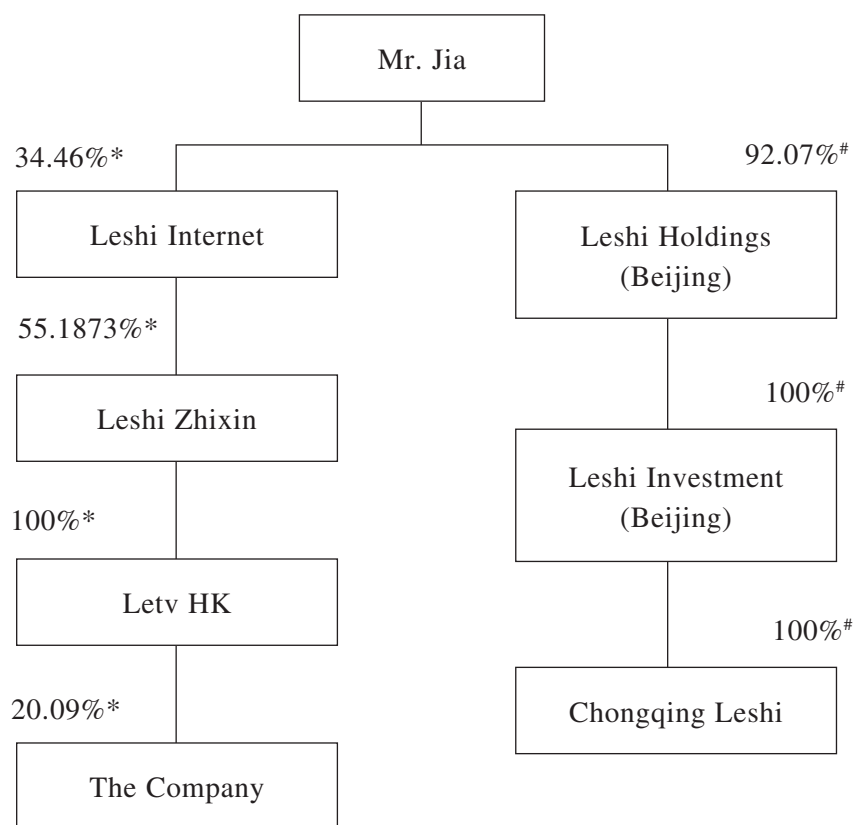 Mr. Jia
34.46%*
92.07%#
Leshi Internet
Leshi Holdings
(Beijing)
55.1873%*
100%#
Leshi Zhixin
Leshi Investment
(Beijing)
100%*
Letv HK
100%#
20.09%*
Chongqing Leshi
The Company